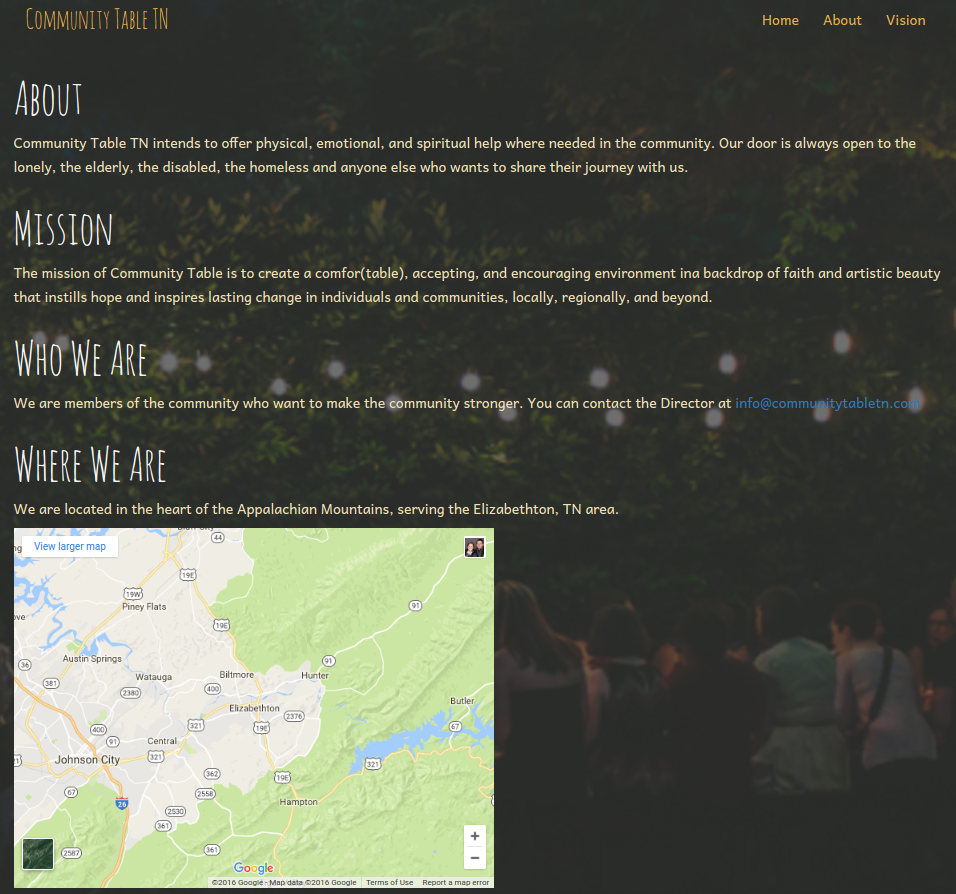 Community Table TN
Home About Vision
About
Community Table TN intends to offer physical, emotional, and spiritual help where needed in the community. Our door is always open to the
lonely, the elderly, the disabled, the homeless and anyone else who wants to share their journey with us.
Mission
The mission of Community Table is to create a comfor(table), accepting, and encouraging environment ina backdrop of faith and artistic beauty
that instills hope and inspires lasting change in individuals and communities, locally, regionally, and beyond.
Who We Are
We are members of the community who want to make the community stronger. You can contact the Director at info@communitytabletn.com
Where We Are
We are located in the heart of the Appalachian Mountains, serving the Elizabethton, TN area.
44
View larger map
19E
91
19W
Piney Flats
19E
Austin Springs
36
91
381
Watauga
Biltmore
Hunter
2380
400
Elizabethton
2376
Butler
321
19E
67
400
91
Central
321
Johnson City
321
362
19E
67
2558
26
Hampton
2530
361
361
2587
+
−
Google
©2016 Google - Map data ©2016 Google Terms of Use Report a map error